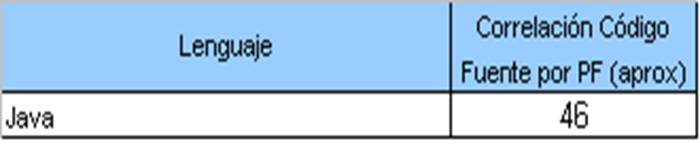 Lenguaje
Correlación Código
Fuente por PF (aprox)
Java
46